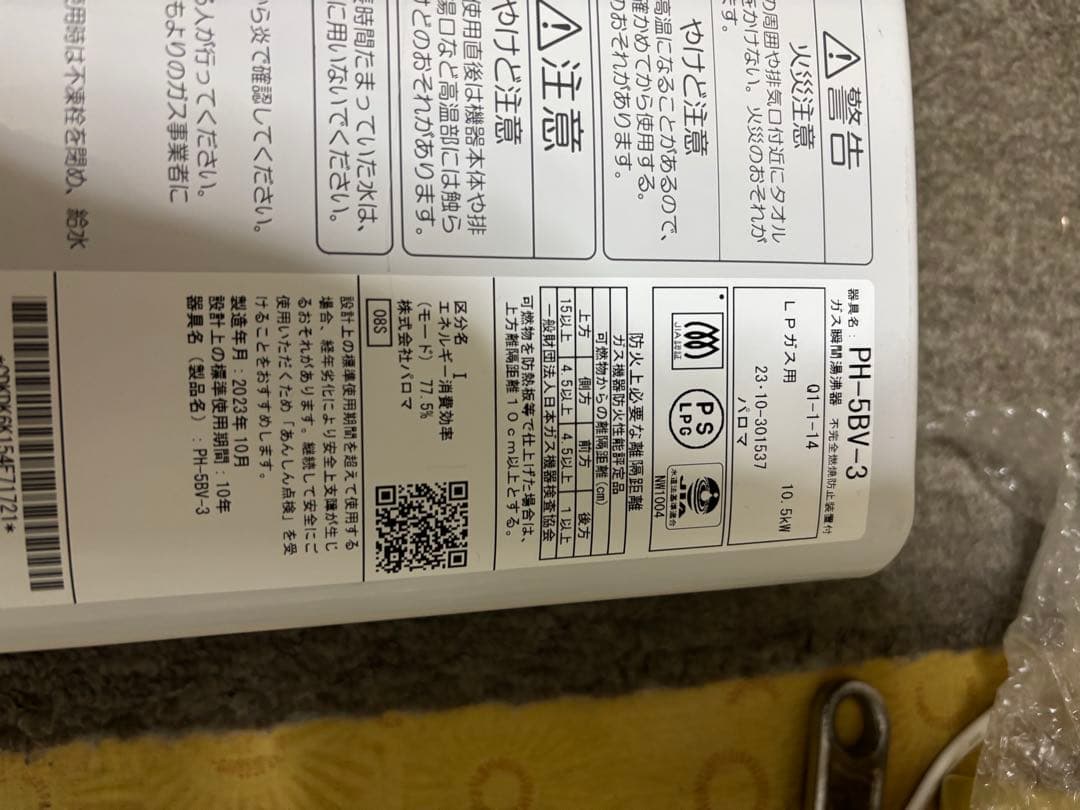 警告
火災注意
の周囲や排気口付近にタオル
をかけない。火災のおそれが
ます。
やけど注意
高温になることがあるので、
確かめてから使用する。
のおそれがあります。
注意
やけど注意
使用直後は機器本体や排
湯口など高温部には触ら
けどのおそれがあります。
長時間たまっていた水は、
に用いないでください。
から炎で確認してください。
る人が行ってください。
もよりのガス事業者に
用時は不凍栓を閉め、給水
器具名: PH-5BV-3
ガス瞬間湯沸器 不完全燃焼防止装置付
Q1-1-14
LPガス用 10.5kW
23・10-301537
パロマ
JIA認証
PS
LPG
水道法基準適合
JIA
NW1004
防火上必要な離隔距離
ガス機器防火性能評定品
可燃物からの離隔距離(cm)
上方 側方 前方 後方
15以上 4.5以上 4.5以上 1以上
一般財団法人日本ガス機器検査協会
可燃物を防熱板等で仕上げた場合は、
上方離隔距離10cm以上とする。
区分名 I
エネルギー消費効率
(モード) 77.5%
株式会社パロマ
08S
設計上の標準使用期間を超えて使用する
場合、経年劣化により安全上支障が生じ
るおそれがあります。継続して安全にご
使用いただくため「あんしん点検」を受
けることをおすすめします。
製造年月:2023年10月
設計上の標準使用期間:10年
器具名(製品名):PH-5BV-3